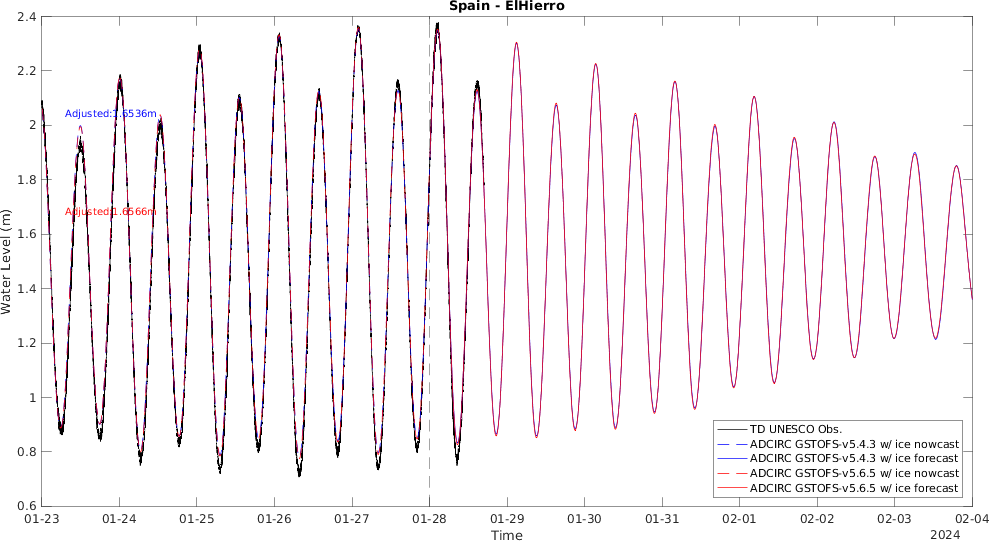 Spain - ElHierro
2.4
2.2
2
1.8
1.6
1.4
1.2
1
0.8
0.6
Water Level (m)
Adjusted:1.6536m
Adjusted:1.6566m
TD UNESCO Obs.
ADCIRC GSTOFS-v5.4.3 w/ ice nowcast
ADCIRC GSTOFS-v5.4.3 w/ ice forecast
ADCIRC GSTOFS-v5.6.5 w/ ice nowcast
ADCIRC GSTOFS-v5.6.5 w/ ice forecast
01-23 01-24 01-25 01-26 01-27 01-28 01-29 01-30 01-31 02-01 02-02 02-03 02-04
Time
2024